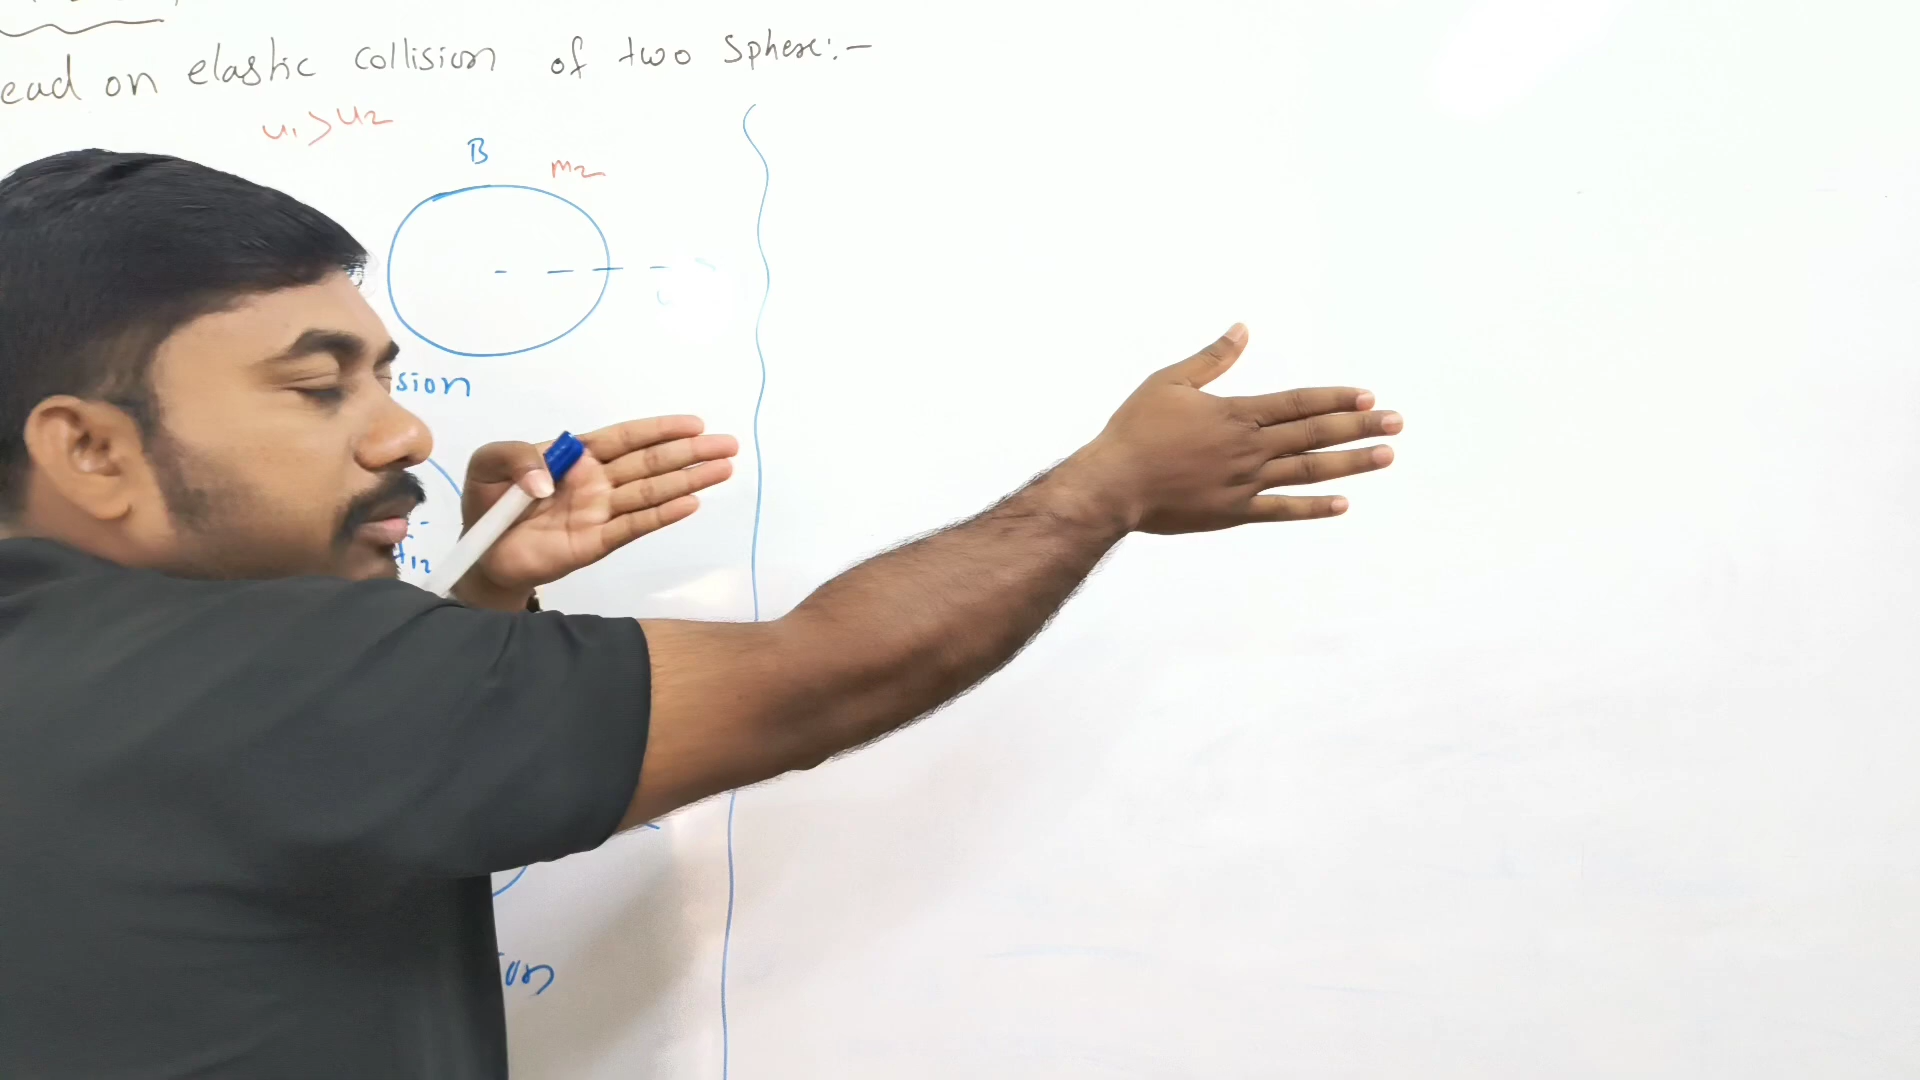 ead on elastic collision of two sphere:-
u1 > u2
B
m2
sion